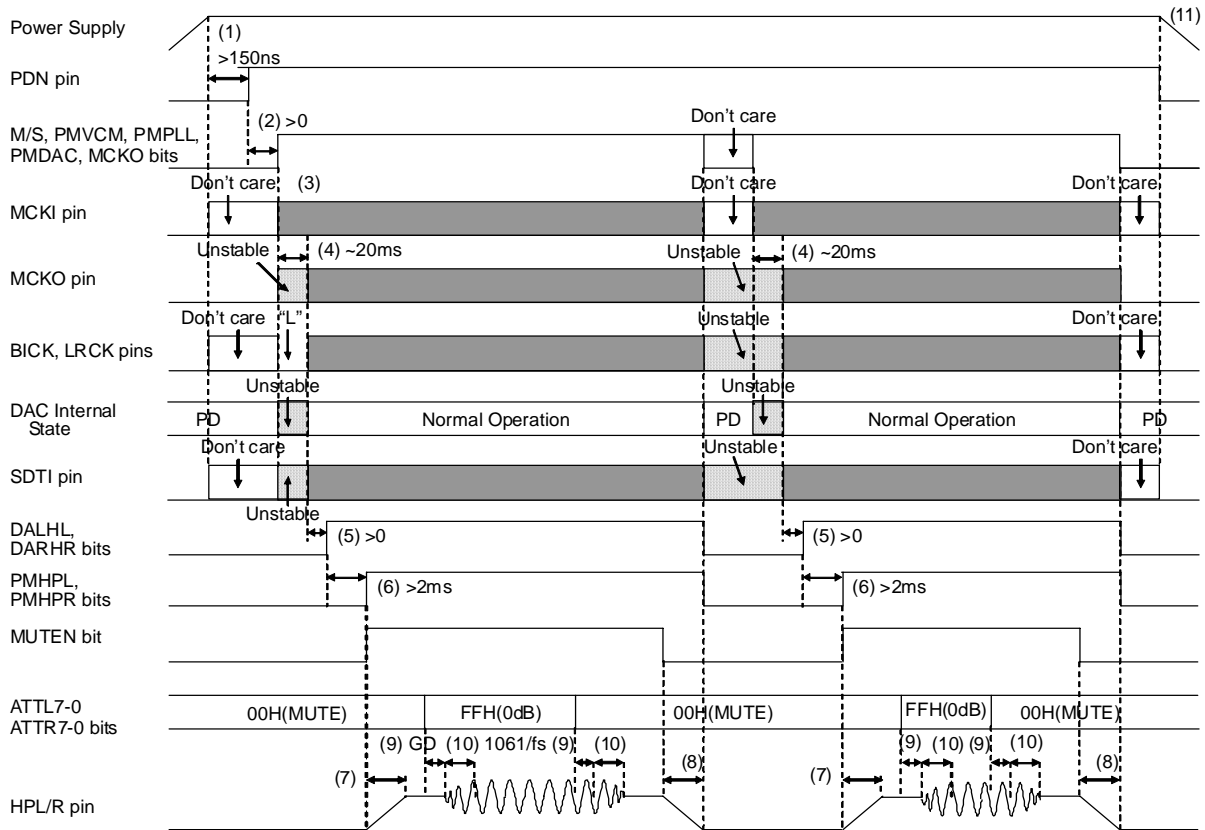 Power Supply
(1)
(11)
>150ns
PDN pin
M/S, PMVCM, PMPLL,
PMDAC, MCKO bits
(2) >0
Don't care
Don't care
(3)
Don't care
Don't care
MCKI pin
Unstable
(4) ~20ms
Unstable
(4) ~20ms
MCKO pin
Don't care
"L"
Unstable
Don't care
BICK, LRCK pins
Unstable
Unstable
DAC Internal
State
PD
Normal Operation
PD
Normal Operation
PD
Don't care
Unstable
Don't care
SDTI pin
Unstable
DALHL,
DARHR bits
(5) >0
(5) >0
PMHPL,
PMHPR bits
(6) >2ms
(6) >2ms
MUTEN bit
ATTL7-0
ATTR7-0 bits
00H(MUTE)
FFH(0dB)
00H(MUTE)
FFH(0dB)
00H(MUTE)
(9) GD
(10) 1061/fs
(9)
(10)
(9)
(10)
(9)
(10)
(7)
(8)
(7)
(8)
HPL/R pin